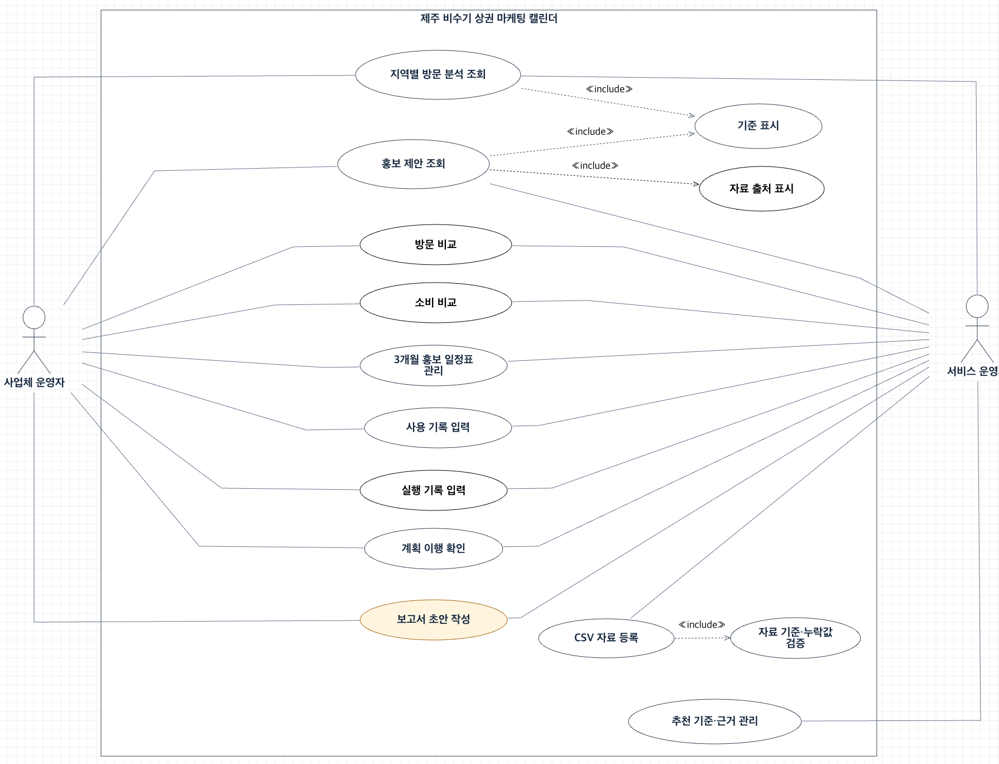 제주 비수기 상권 마케팅 캘린더
지역별 방문 분석 조회
≪include≫
기준 표시
≪include≫
홍보 제안 조회
≪include≫
자료 출처 표시
방문 비교
소비 비교
3개월 홍보 일정표
관리
사업체 운영자
서비스 운영
사용 기록 입력
실행 기록 입력
계획 이행 확인
보고서 초안 작성
≪include≫
CSV 자료 등록
자료 기준·누락값
검증
추천 기준·근거 관리